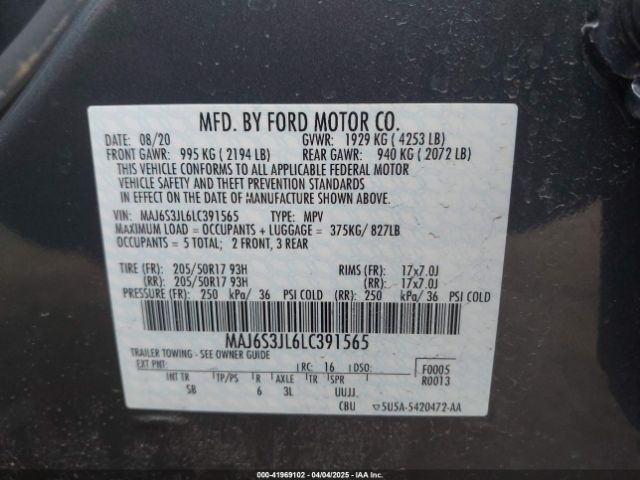 MFD. BY FORD MOTOR CO.
DATE: 08/20 GVWR: 1929 KG ( 4253 LB)
FRONT GAWR: 995 KG ( 2194 LB) REAR GAWR: 940 KG ( 2072 LB)
THIS VEHICLE CONFORMS TO ALL APPLICABLE FEDERAL MOTOR
VEHICLE SAFETY AND THEFT PREVENTION STANDARDS
IN EFFECT ON THE DATE OF MANUFACTURE SHOWN ABOVE.
VIN: MAJ6S3JL6LC391565 TYPE: MPV
MAXIMUM LOAD = OCCUPANTS + LUGGAGE = 375KG/ 827LB
OCCUPANTS = 5 TOTAL; 2 FRONT, 3 REAR
TIRE (FR): 205/50R17 93H RIMS (FR): 17x7.0J
(RR): 205/50R17 93H (RR): 17x7.0J
PRESSURE (FR): 250 kPa/ 36 PSI COLD (RR): 250 kPa/ 36 PSI COLD
MAJ6S3JL6LC391565
TRAILER TOWING - SEE OWNER GUIDE
EXT PNT: RC: 16 DSO: F0005
R0013
INT TR TP/PS R AXLE TR SPR
SB 6 3L UUJJ
CBU 5U5A-5420472-AA
000-41969102 - 04/04/2025 - IAAI.com